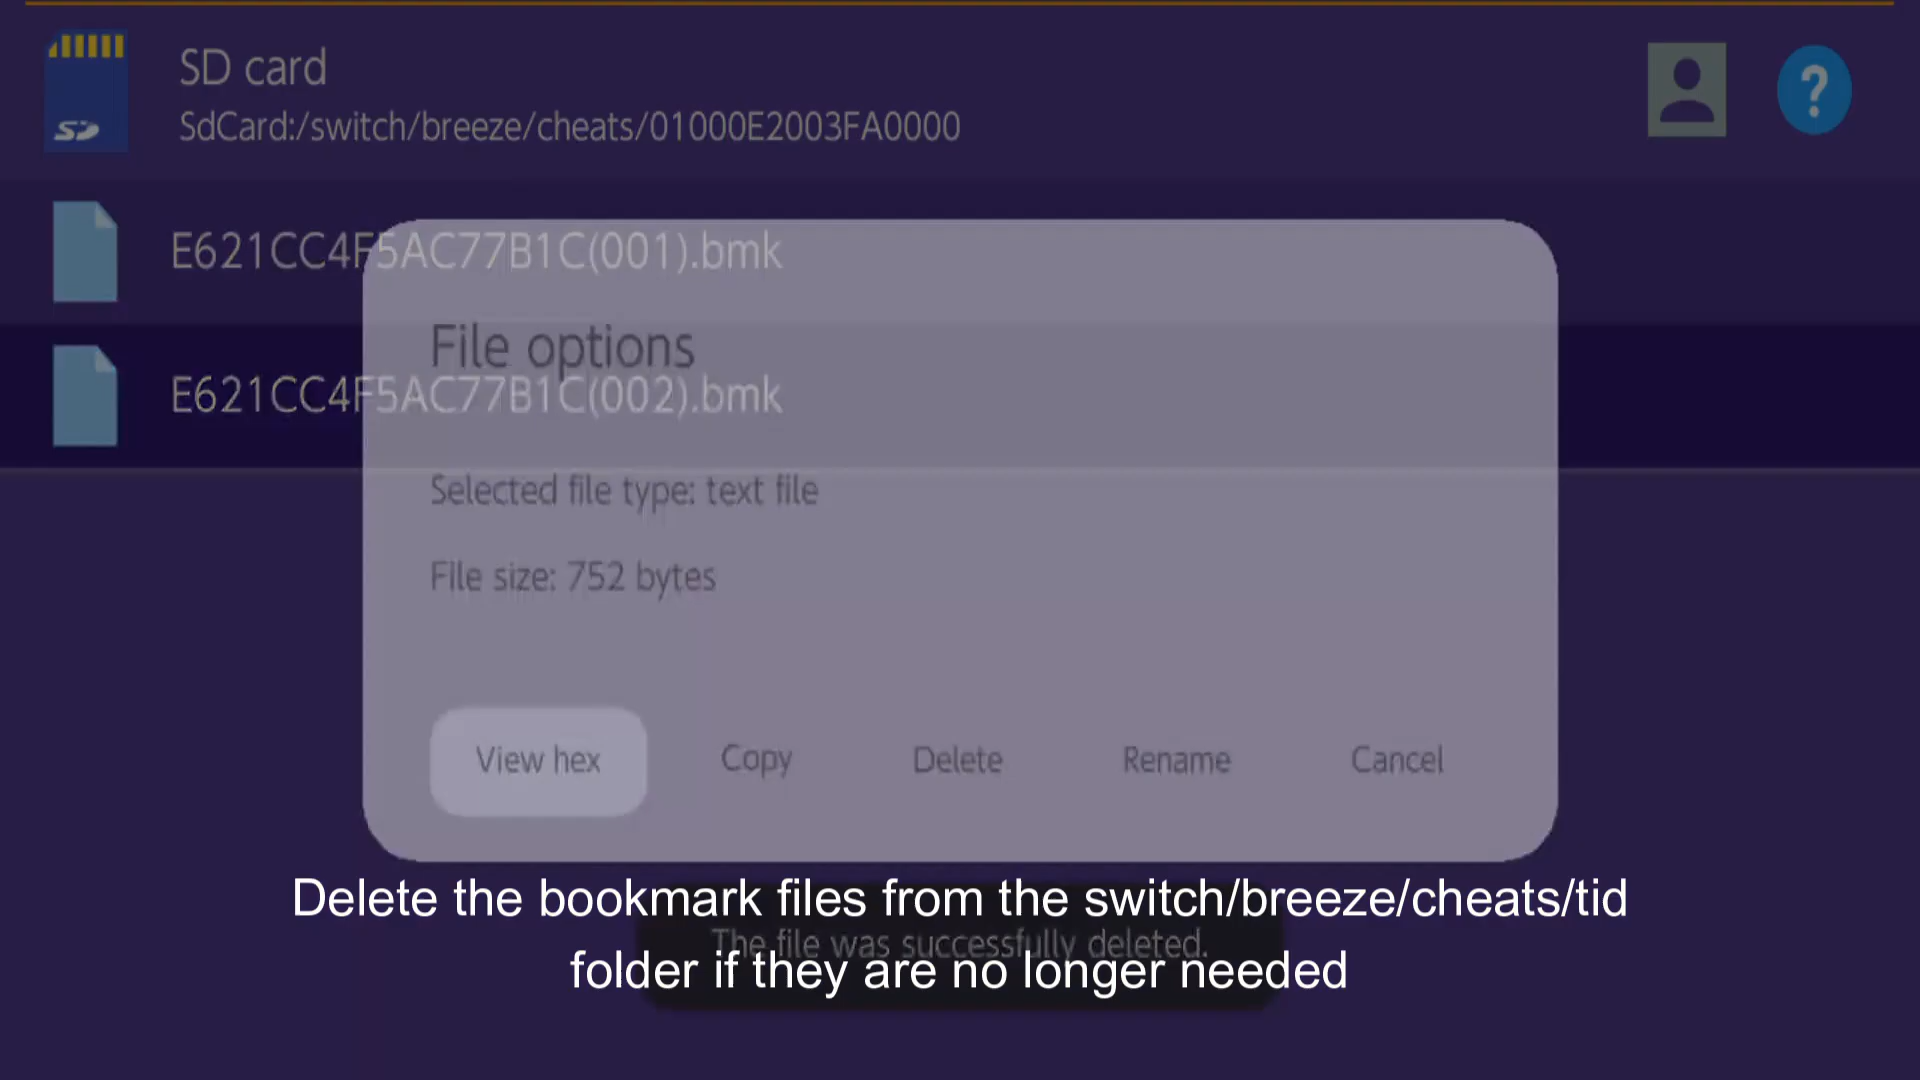 SD card
SdCard:/switch/breeze/cheats/01000E2003FA0000
E621CC4F5AC77B1C(001).bmk
File options
E621CC4F5AC77B1C(002).bmk
Selected file type: text file
File size: 752 bytes
View hex Copy Delete Rename Cancel
Delete the bookmark files from the switch/breeze/cheats/tid
The file was successfully deleted.
folder if they are no longer needed